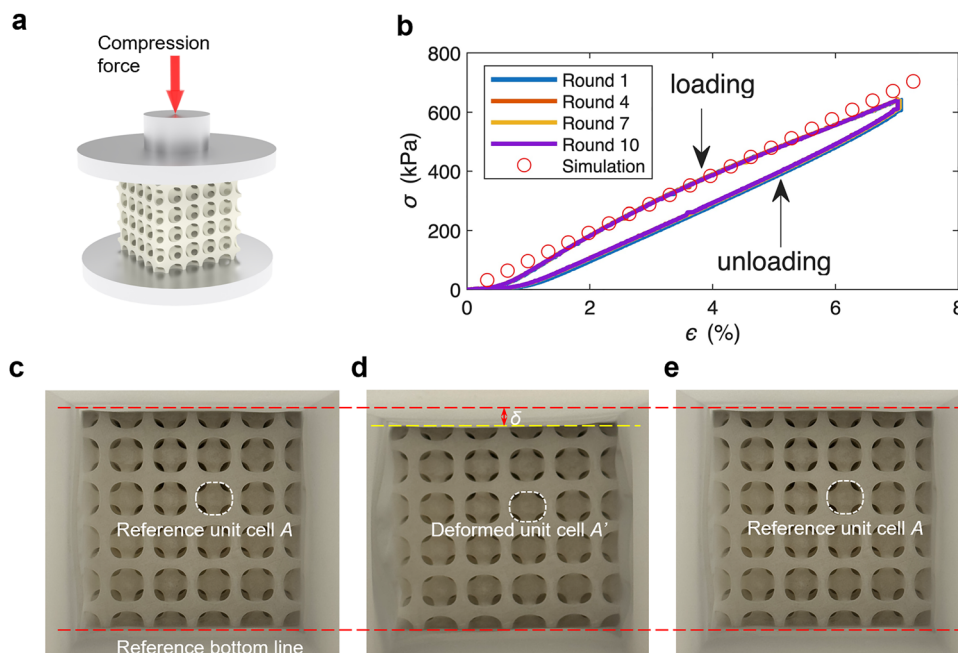 a
Compression
force
b
800
600
400
200
0
σ (kPa)
Round 1
Round 4
Round 7
Round 10
Simulation
loading
unloading
0 2 4 6 8
ϵ (%)
c
d
e
δ
Reference unit cell A
Deformed unit cell A’
Reference unit cell A
Reference bottom line